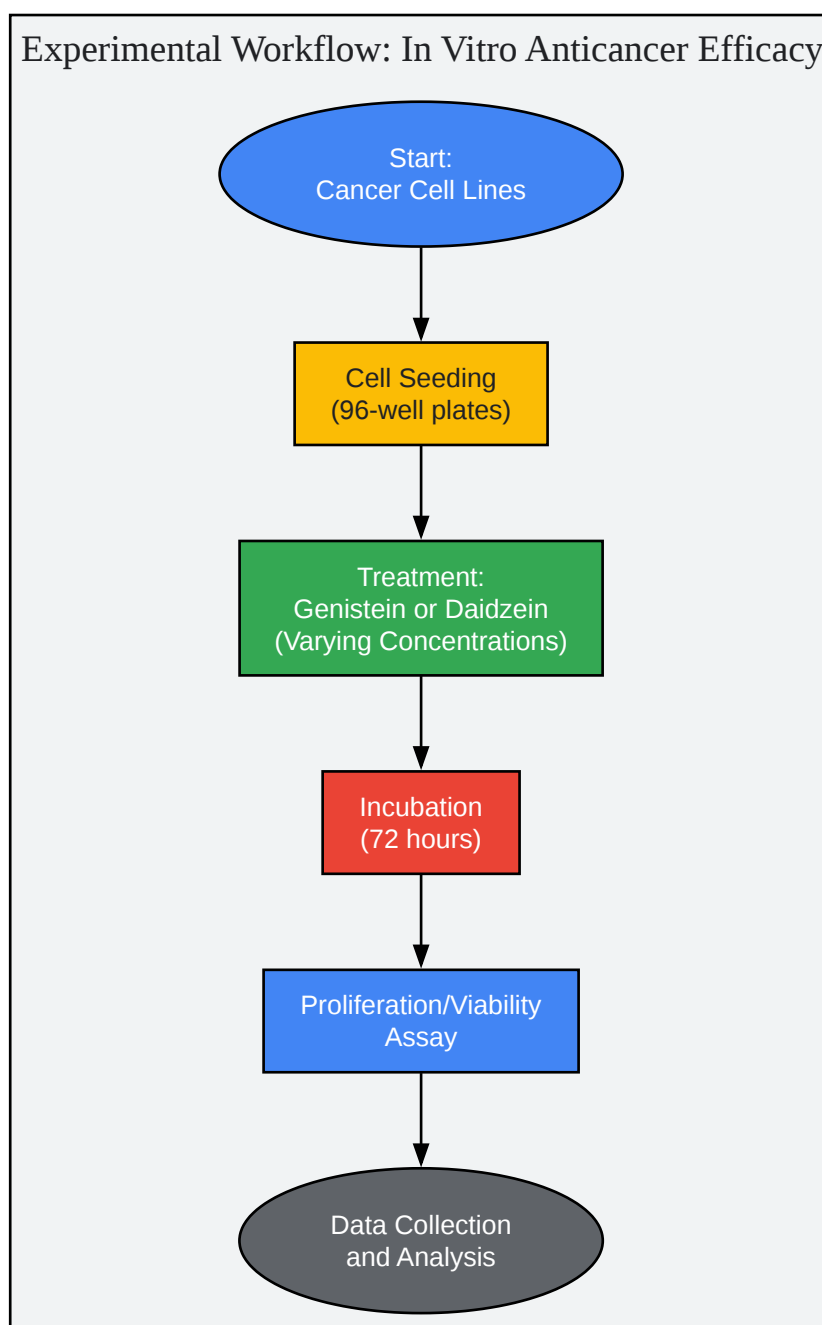 Experimental Workflow: In Vitro Anticancer Efficacy
Start:
Cancer Cell Lines
Cell Seeding
(96-well plates)
Treatment:
Genistein or Daidzein
(Varying Concentrations)
Incubation
(72 hours)
Proliferation/Viability
Assay
Data Collection
and Analysis